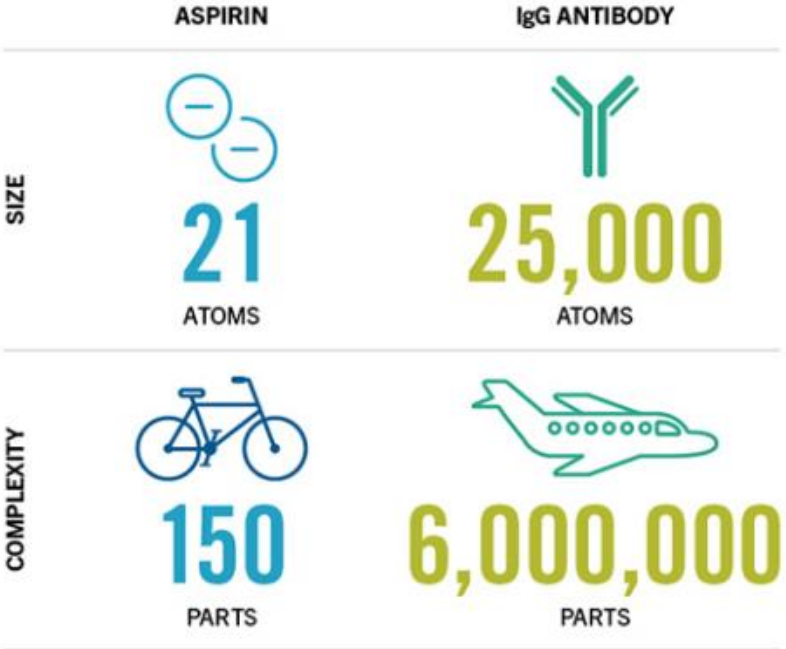 ASPIRIN
IgG ANTIBODY
SIZE
21
25,000
ATOMS
ATOMS
COMPLEXITY
150
6,000,000
PARTS
PARTS